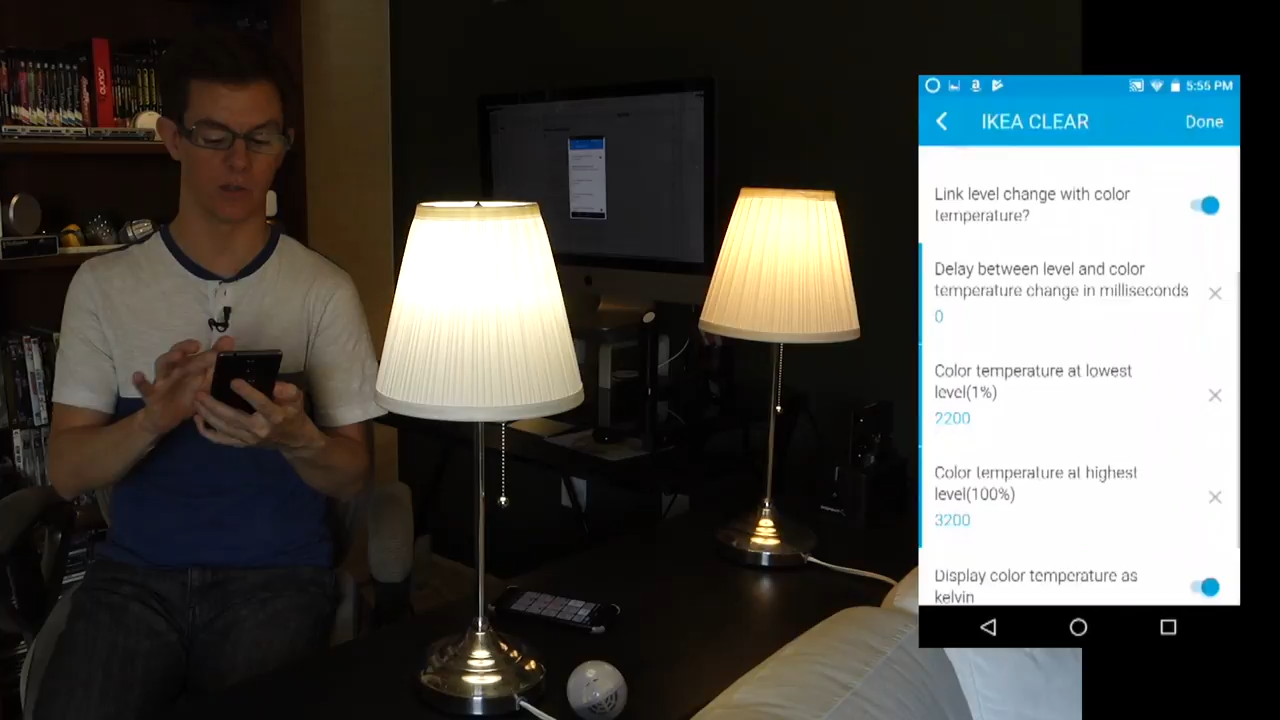 5:55 PM
IKEA CLEAR
Done
Link level change with color
temperature?
Delay between level and color
temperature change in milliseconds
0
Color temperature at lowest
level(1%)
2200
Color temperature at highest
level(100%)
3200
Display color temperature as
kelvin